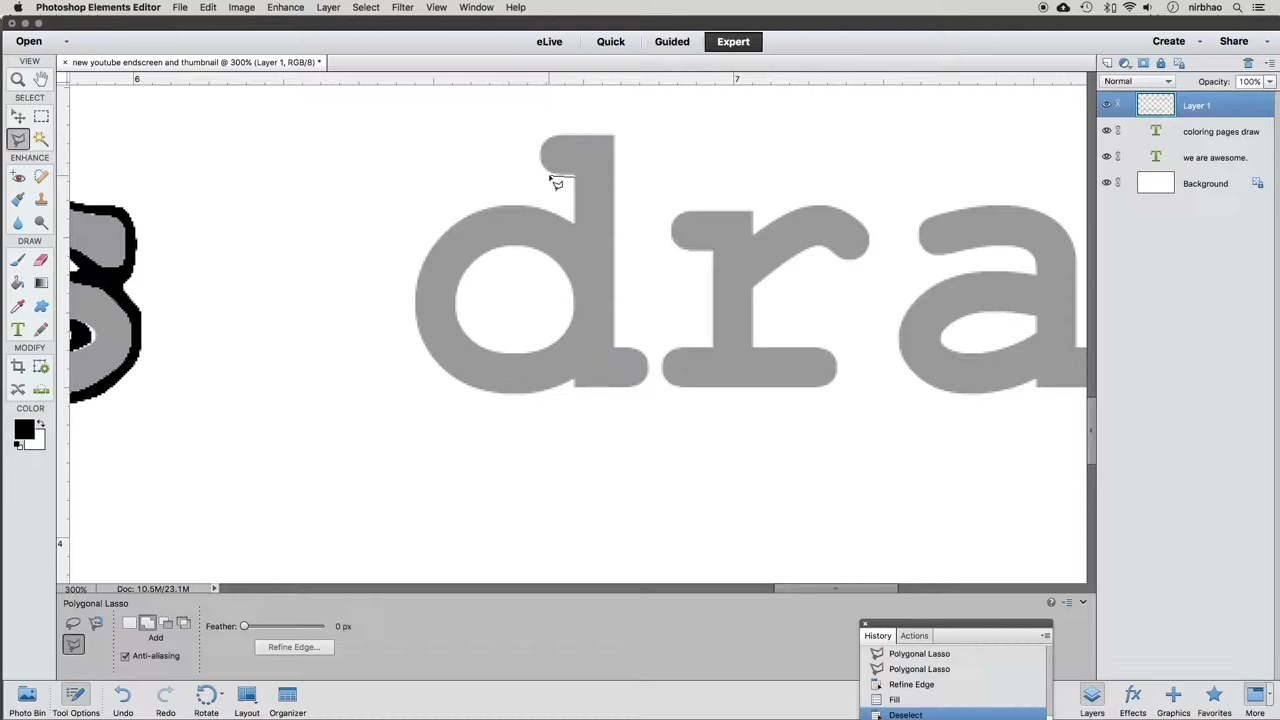 Photoshop Elements Editor File Edit Image Enhance Layer Select Filter View Window Help nirbhao
Open eLive Quick Guided Expert Create Share
VIEW
× new youtube endscreen and thumbnail @ 300% (Layer 1, RGB/8) *
Normal Opacity: 100%
6 7
SELECT
Layer 1
coloring pages draw
ENHANCE
we are awesome.
Background
dra
DRAW
MODIFY
COLOR
4
300% Doc: 10.5M/23.1M
Polygonal Lasso
Feather: 0 px
Add
Refine Edge...
Anti-aliasing
History Actions
Polygonal Lasso
Polygonal Lasso
Refine Edge
Fill
Deselect
Photo Bin Tool Options Undo Redo Rotate Layout Organizer Layers Effects Graphics Favorites More